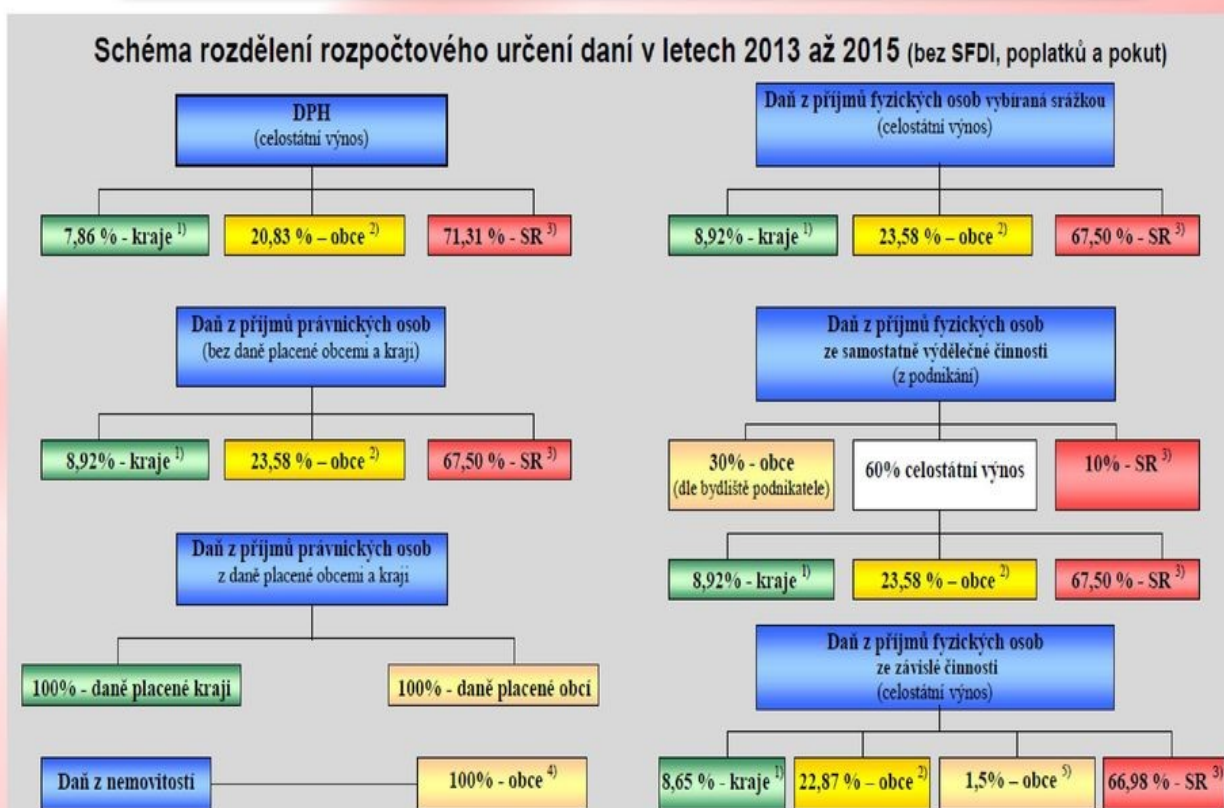 Schéma rozdělení rozpočtového určení daní v letech 2013 až 2015 (bez SFDI, poplatků a pokut)
DPH
(celostátní výnos)
7,86 % - kraje 1)
20,83 % – obce 2)
71,31 % - SR 3)
Daň z příjmů právnických osob
(bez daně placené obcemi a kraji)
8,92% - kraje 1)
23,58 % – obce 2)
67,50 % - SR 3)
Daň z příjmů právnických osob
z daně placené obcemi a kraji
100% - daně placené kraji
100% - daně placené obcí
Daň z nemovitostí
100% - obce 4)
Daň z příjmů fyzických osob vybíraná srážkou
(celostátní výnos)
8,92% - kraje 1)
23,58 % – obce 2)
67,50 % - SR 3)
Daň z příjmů fyzických osob
ze samostatně výdělečné činnosti
(z podnikání)
30% - obce
(dle bydliště podnikatele)
60% celostátní výnos
10% - SR 3)
8,92% - kraje 1)
23,58 % – obce 2)
67,50 % - SR 3)
Daň z příjmů fyzických osob
ze závislé činnosti
(celostátní výnos)
8,65 % - kraje 1)
22,87 % – obce 2)
1,5% – obce 5)
66,98 % - SR 3)